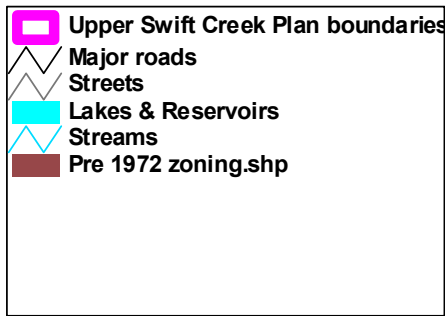 Upper Swift Creek Plan boundaries
Major roads
Streets
Lakes & Reservoirs
Streams
Pre 1972 zoning.shp